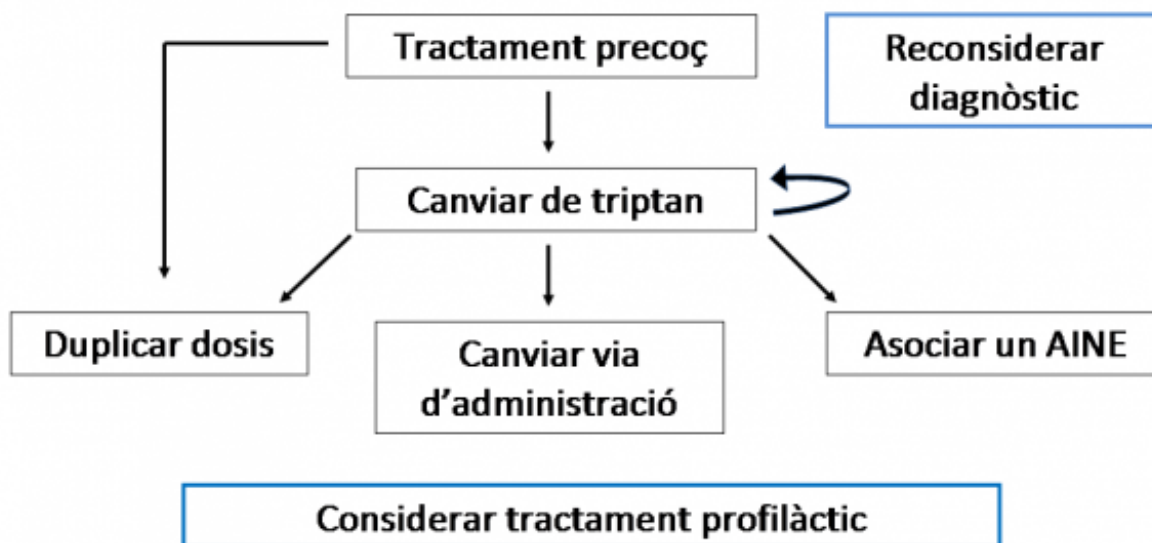 Tractament precoç
Reconsiderar
diagnòstic
Canviar de triptan
Duplicar dosis
Canviar via
d’administració
Asociar un AINE
Considerar tractament profilàctic